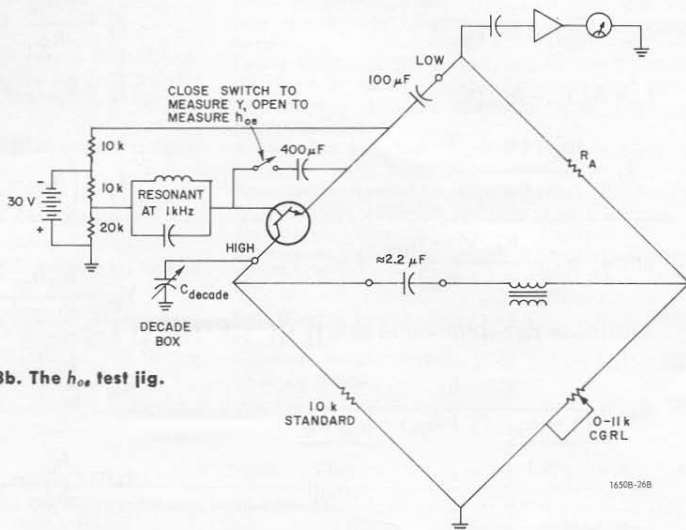 LOW
100 μF
CLOSE SWITCH TO
MEASURE Y, OPEN TO
MEASURE hoe
400 μF
10 k
10 k
20k
30 V
-
+
RESONANT
AT 1kHz
RA
HIGH
Cdecade
DECADE
BOX
≈2.2 μF
3b. The hoe test jig.
10 k
STANDARD
0-11 k
CGRL
1650B-26B